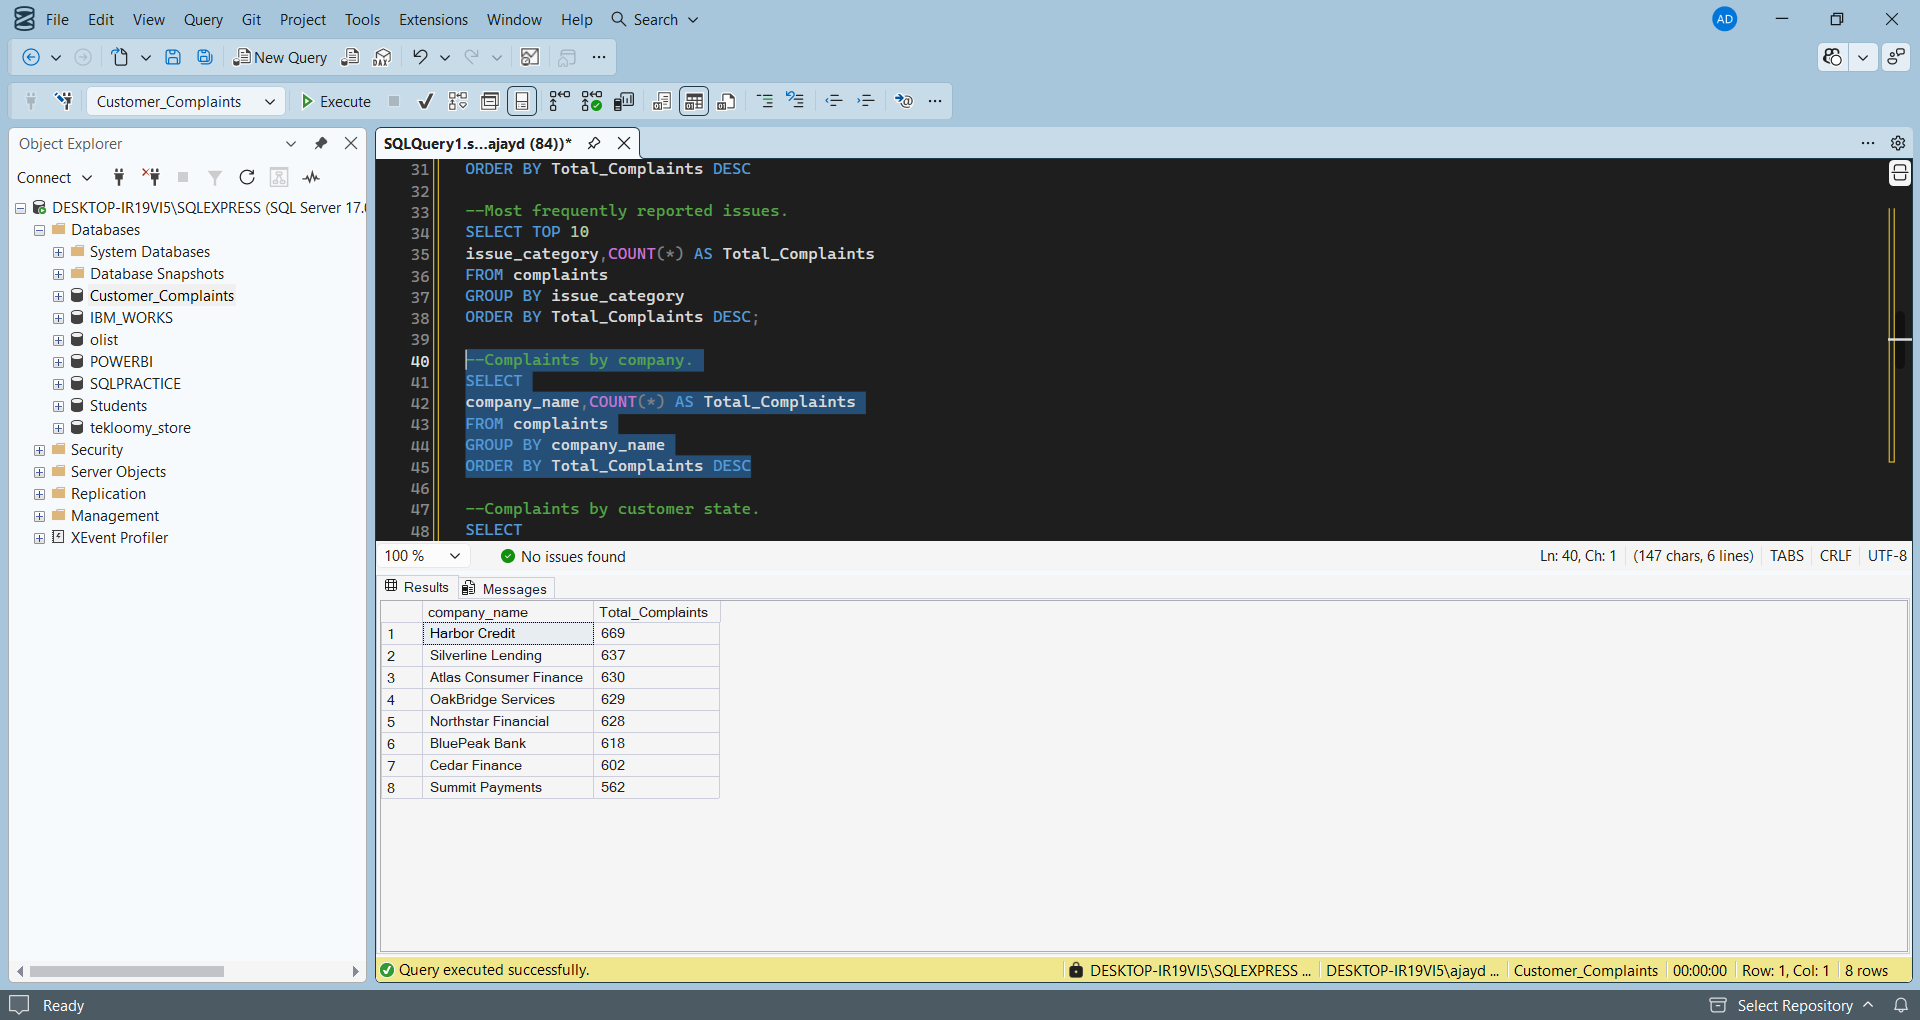 File Edit View Query Git Project Tools Extensions Window Help Search
AD
New Query
DAX
Customer_Complaints Execute
Object Explorer
Connect
DESKTOP-IR19VI5\SQLEXPRESS (SQL Server 17.0
Databases
System Databases
Database Snapshots
Customer_Complaints
IBM_WORKS
olist
POWERBI
SQLPRACTICE
Students
tekloomy_store
Security
Server Objects
Replication
Management
XEvent Profiler
SQLQuery1.s...ajayd (84))*
31 ORDER BY Total_Complaints DESC
32
33 --Most frequently reported issues.
34 SELECT TOP 10
35 issue_category,COUNT(*) AS Total_Complaints
36 FROM complaints
37 GROUP BY issue_category
38 ORDER BY Total_Complaints DESC;
39
40 --Complaints by company.
41 SELECT
42 company_name,COUNT(*) AS Total_Complaints
43 FROM complaints
44 GROUP BY company_name
45 ORDER BY Total_Complaints DESC
46
47 --Complaints by customer state.
48 SELECT
100 % No issues found Ln: 40, Ch: 1 (147 chars, 6 lines) TABS CRLF UTF-8
Results Messages
company_name Total_Complaints
1 Harbor Credit 669
2 Silverline Lending 637
3 Atlas Consumer Finance 630
4 OakBridge Services 629
5 Northstar Financial 628
6 BluePeak Bank 618
7 Cedar Finance 602
8 Summit Payments 562
Query executed successfully. DESKTOP-IR19VI5\SQLEXPRESS ... DESKTOP-IR19VI5\ajayd ... Customer_Complaints 00:00:00 Row: 1, Col: 1 8 rows
Ready Select Repository